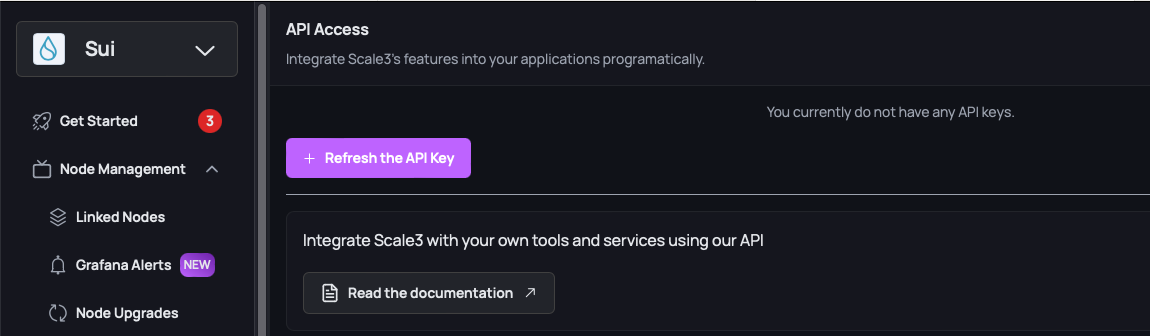 Sui
Get Started
3
Node Management
Linked Nodes
Grafana Alerts NEW
Node Upgrades
API Access
Integrate Scale3's features into your applications programatically.
You currently do not have any API keys.
+ Refresh the API Key
Integrate Scale3 with your own tools and services using our API
Read the documentation